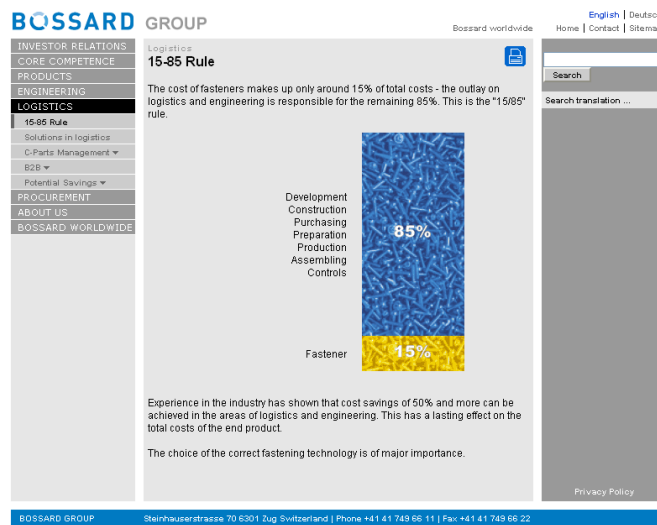 BOSSARD GROUP
Bossard worldwide
English | Deutsc
Home | Contact | Sitema
INVESTOR RELATIONS
CORE COMPETENCE
PRODUCTS
ENGINEERING
LOGISTICS
15-85 Rule
Solutions in logistics
C-Parts Management
B2B
Potential Savings
PROCUREMENT
ABOUT US
BOSSARD WORLDWIDE
Logistics
15-85 Rule
The cost of fasteners makes up only around 15% of total costs - the outlay on
logistics and engineering is responsible for the remaining 85%. This is the "15/85"
rule.
Development
Construction
Purchasing
Preparation
Production
Assembling
Controls
85%
Fastener
15%
Experience in the industry has shown that cost savings of 50% and more can be
achieved in the areas of logistics and engineering. This has a lasting effect on the
total costs of the end product.
The choice of the correct fastening technology is of major importance.
Search
Search translation ...
Privacy Policy
BOSSARD GROUP
Steinhauserstrasse 70 6301 Zug Switzerland | Phone +41 41 749 66 11 | Fax +41 41 749 66 22